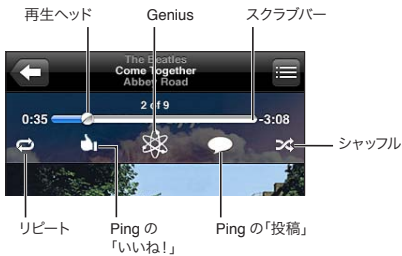 再生ヘッド
Genius
スクラブバー
The Beatles
Come Together
Abbey Road
2 of 9
0:35
-3:08
シャッフル
リピート
Ping の
「いいね!」
Ping の「投稿」